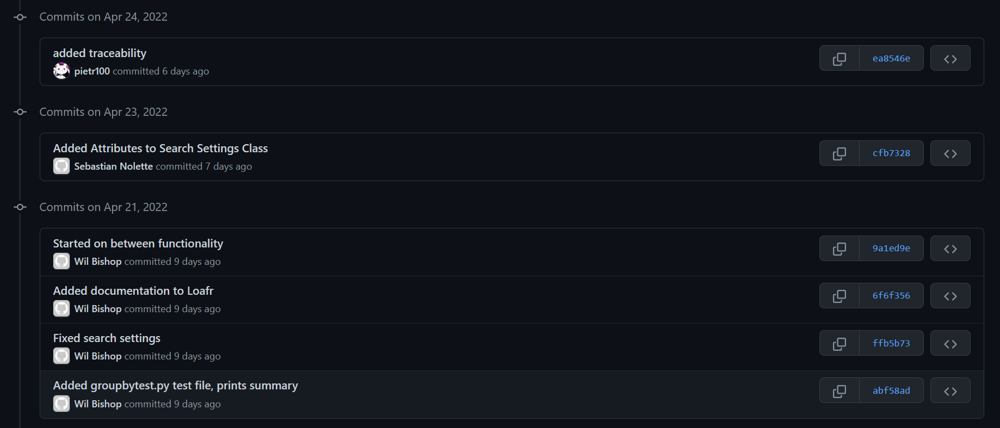 Commits on Apr 24, 2022
added traceability
pietr100 committed 6 days ago
ea8546e
Commits on Apr 23, 2022
Added Attributes to Search Settings Class
Sebastian Nolette committed 7 days ago
cfb7328
Commits on Apr 21, 2022
Started on between functionality
Wil Bishop committed 9 days ago
9a1ed9e
Added documentation to Loafr
Wil Bishop committed 9 days ago
6f6f356
Fixed search settings
Wil Bishop committed 9 days ago
ffb5b73
Added groupbytest.py test file, prints summary
Wil Bishop committed 9 days ago
abf58ad